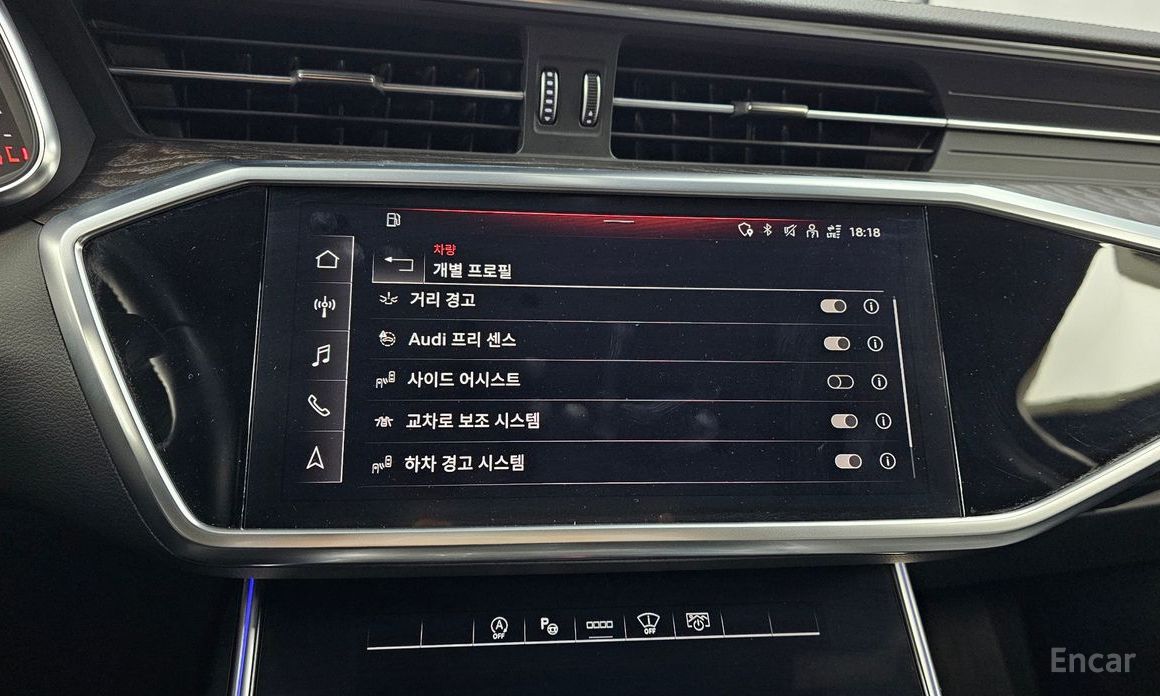 18:18
차량
개별 프로필
거리 경고
Audi 프리 센스
사이드 어시스트
교차로 보조 시스템
하차 경고 시스템
A
OFF
P
OFF
Encar